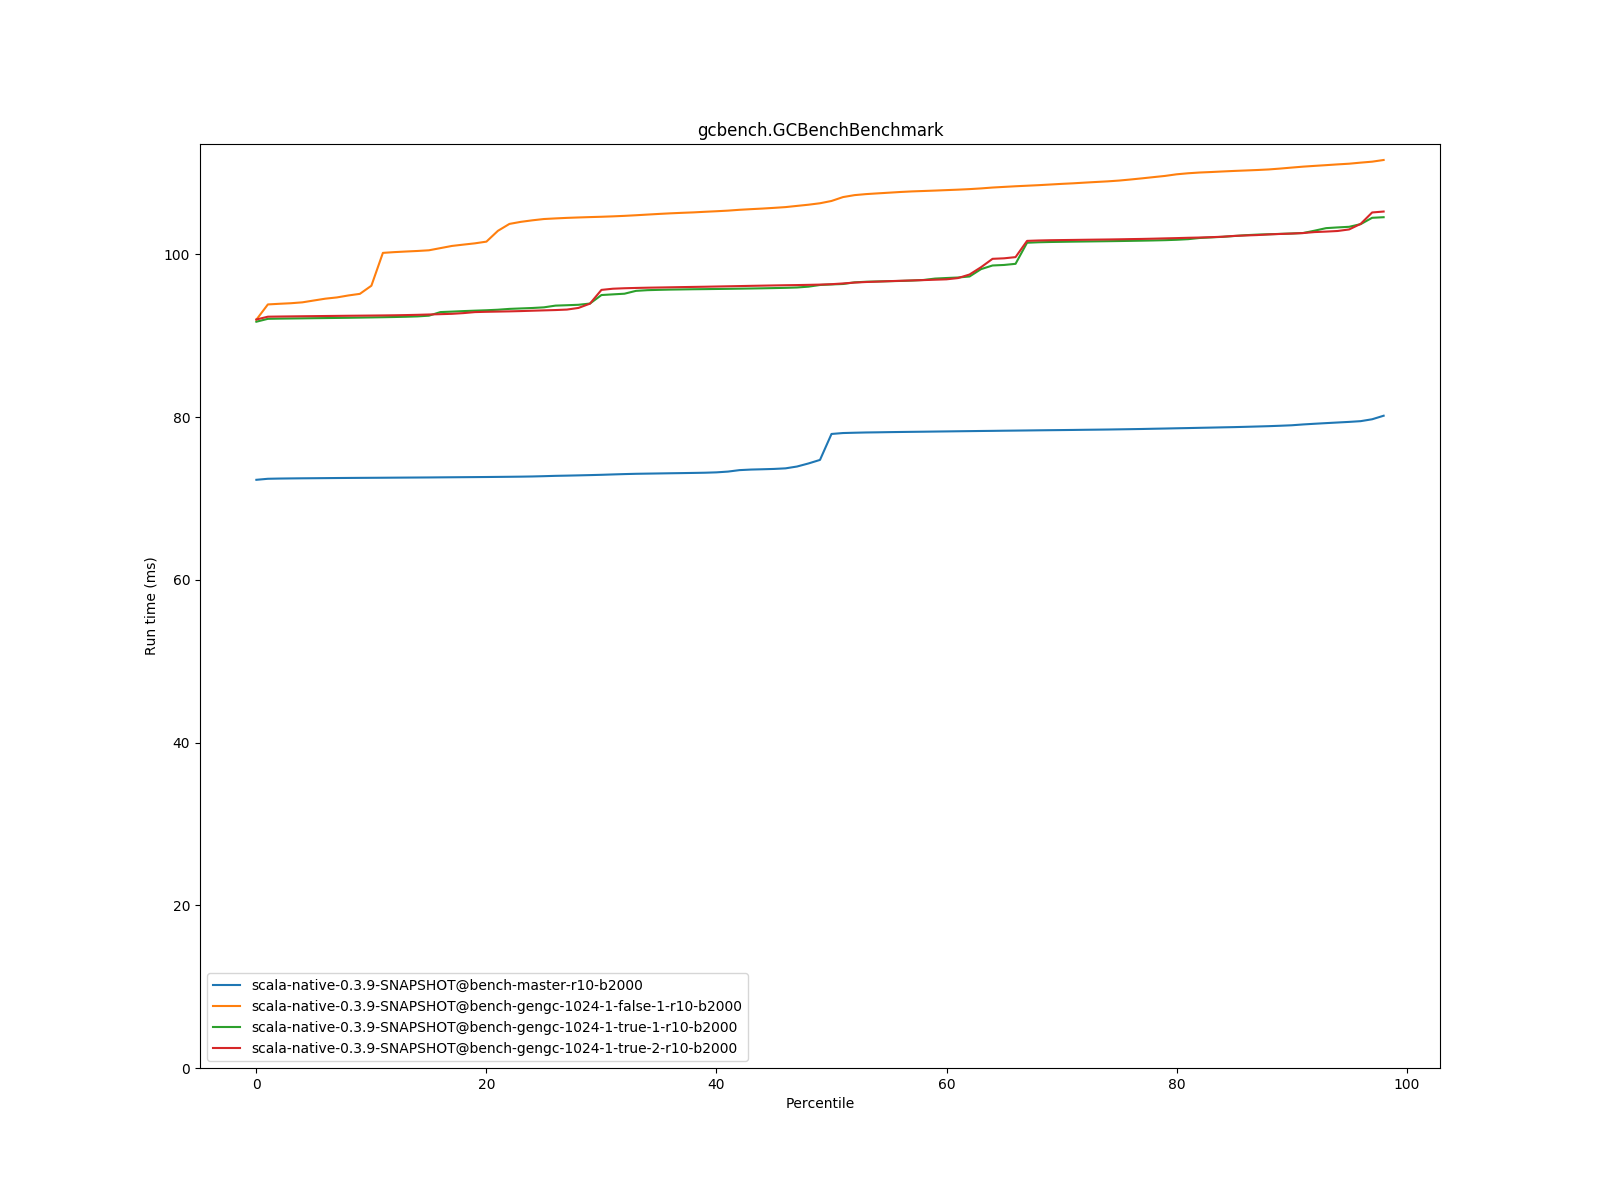 gcbench.GCBenchBenchmark
100
80
60
40
20
0
Run time (ms)
scala-native-0.3.9-SNAPSHOT@bench-master-r10-b2000
scala-native-0.3.9-SNAPSHOT@bench-gengc-1024-1-false-1-r10-b2000
scala-native-0.3.9-SNAPSHOT@bench-gengc-1024-1-true-1-r10-b2000
scala-native-0.3.9-SNAPSHOT@bench-gengc-1024-1-true-2-r10-b2000
0 20 40 60 80 100
Percentile